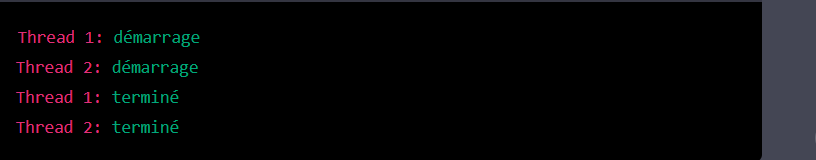 Thread 1: démarrage
Thread 2: démarrage
Thread 1: terminé
Thread 2: terminé